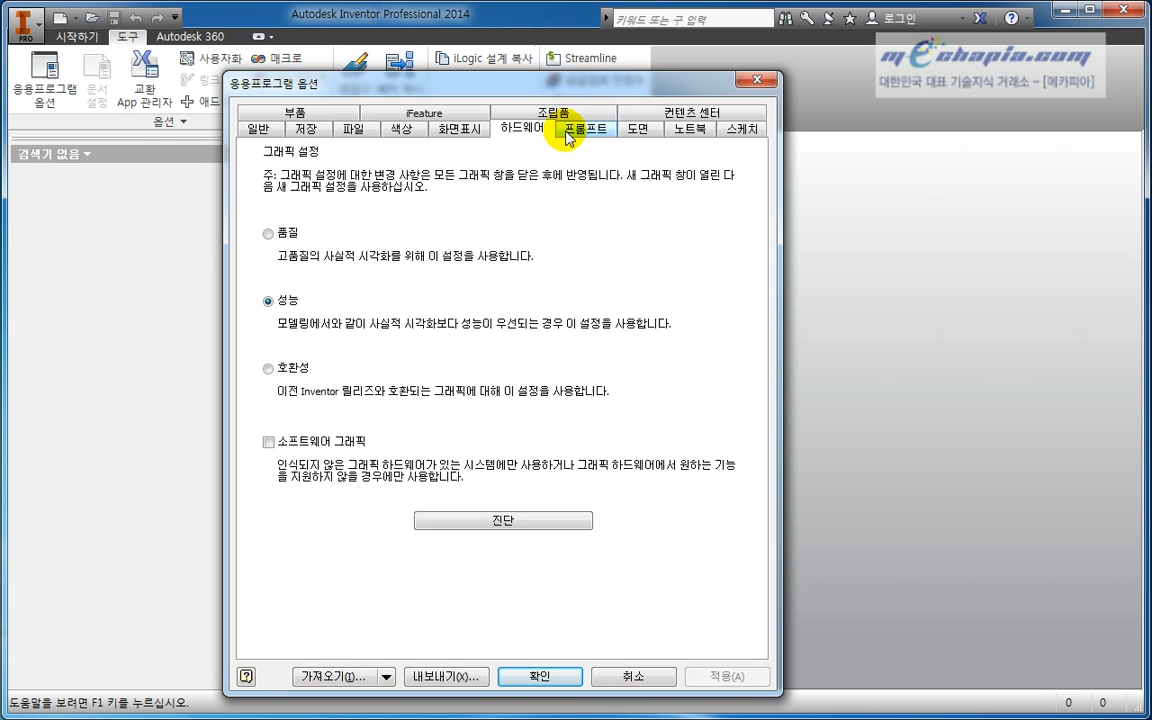 Autodesk Inventor Professional 2014
키워드 또는 구 입력
로그인
PRO
시작하기
도구
Autodesk 360
응용프로그램
옵션
문서
설정
교환
App 관리자
사용자화
매크로
링크
애드
iLogic 설계 복사
Streamline
옵션
mechapia.com
대한민국 대표 기술지식 거래소 – [메카피아]
검색기 없음
응용프로그램 옵션
부품
iFeature
조립품
컨텐츠 센터
일반
저장
파일
색상
화면표시
하드웨어
프롬프트
도면
노트북
스케치
그래픽 설정
주: 그래픽 설정에 대한 변경 사항은 모든 그래픽 창을 닫은 후에 반영됩니다. 새 그래픽 창이 열린 다
음 새 그래픽 설정을 사용하십시오.
품질
고품질의 사실적 시각화를 위해 이 설정을 사용합니다.
성능
모델링에서와 같이 사실적 시각화보다 성능이 우선되는 경우 이 설정을 사용합니다.
호환성
이전 Inventor 릴리즈와 호환되는 그래픽에 대해 이 설정을 사용합니다.
소프트웨어 그래픽
인식되지 않은 그래픽 하드웨어가 있는 시스템에만 사용하거나 그래픽 하드웨어에서 원하는 기능
을 지원하지 않을 경우에만 사용합니다.
진단
가져오기(I)...
내보내기(X)...
확인
취소
적용(A)
도움말을 보려면 F1 키를 누르십시오.
0
0